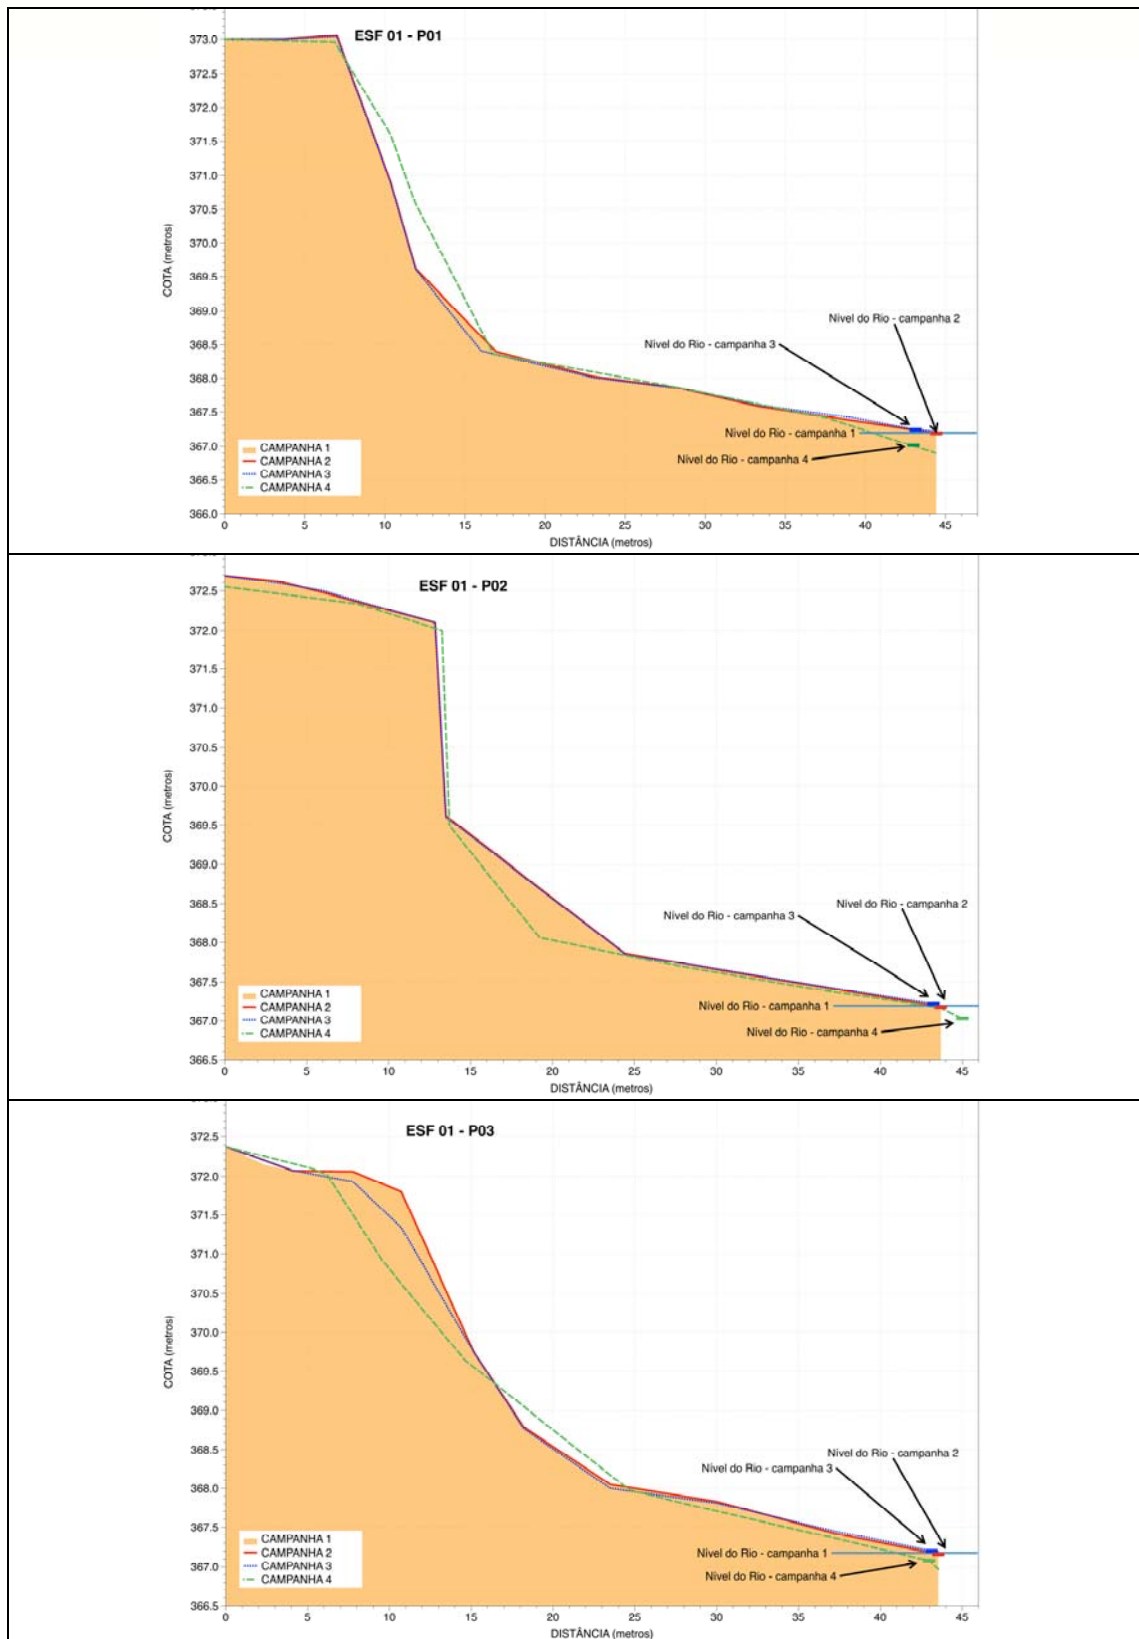 373.5
ESF 01 - P01
373.0
372.5
372.0
371.5
371.0
370.5
370.0
369.5
369.0
368.5
368.0
367.5
367.0
366.5
366.0
COTA (metros)
Nível do Rio - campanha 2
Nível do Rio - campanha 3
Nível do Rio - campanha 1
Nível do Rio - campanha 4
CAMPANHA 1
CAMPANHA 2
CAMPANHA 3
CAMPANHA 4
0 5 10 15 20 25 30 35 40 45
DISTÂNCIA (metros)
ESF 01 - P02
372.5
372.0
371.5
371.0
370.5
370.0
369.5
369.0
368.5
368.0
367.5
367.0
366.5
COTA (metros)
Nível do Rio - campanha 2
Nível do Rio - campanha 3
Nível do Rio - campanha 1
Nível do Rio - campanha 4
CAMPANHA 1
CAMPANHA 2
CAMPANHA 3
CAMPANHA 4
0 5 10 15 20 25 30 35 40 45
DISTÂNCIA (metros)
ESF 01 - P03
372.5
372.0
371.5
371.0
370.5
370.0
369.5
369.0
368.5
368.0
367.5
367.0
366.5
COTA (metros)
Nível do Rio - campanha 2
Nível do Rio - campanha 3
Nível do Rio - campanha 1
Nível do Rio - campanha 4
CAMPANHA 1
CAMPANHA 2
CAMPANHA 3
CAMPANHA 4
0 5 10 15 20 25 30 35 40 45
DISTÂNCIA (metros)